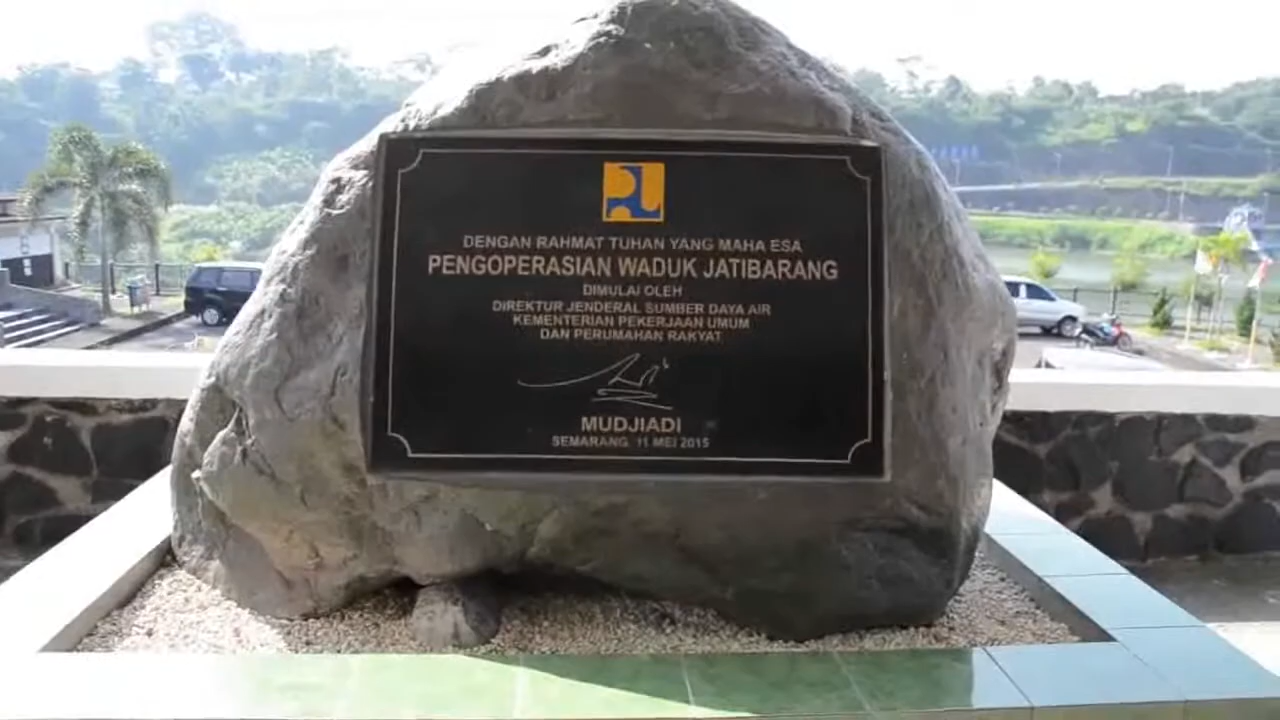 DENGAN RAHMAT TUHAN YANG MAHA ESA
PENGOPERASIAN WADUK JATIBARANG
DIMULAI OLEH
DIREKTUR JENDERAL SUMBER DAYA AIR
KEMENTERIAN PEKERJAAN UMUM
DAN PERUMAHAN RAKYAT
MUDJIADI
SEMARANG, 11 MEI 2015